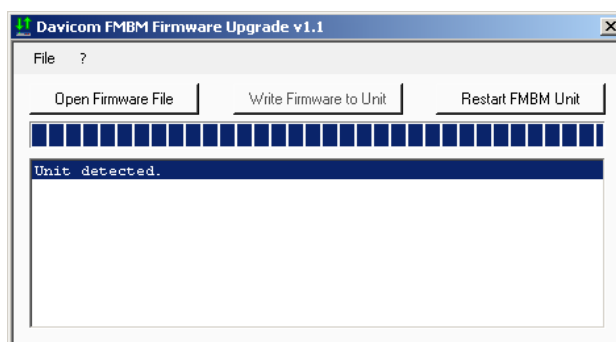 Davicom FMBM Firmware Upgrade v1.1
File ?
Open Firmware File Write Firmware to Unit Restart FMBM Unit
Unit detected.